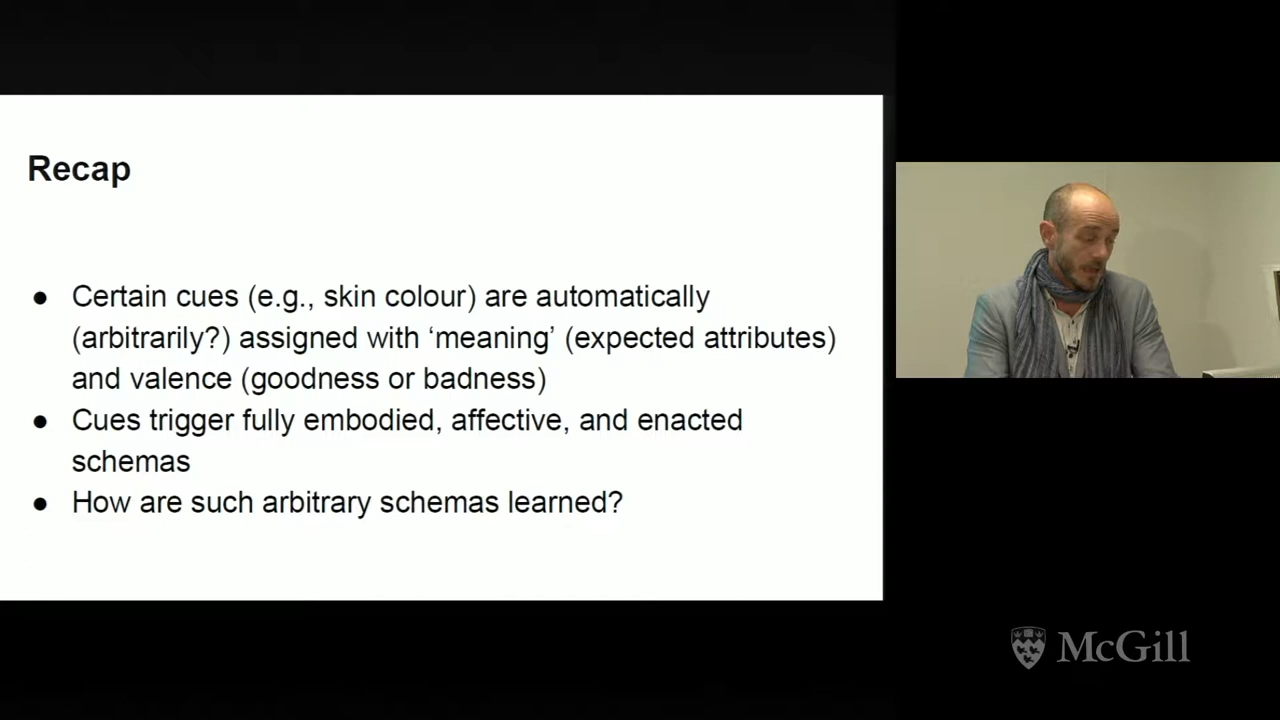 Recap
● Certain cues (e.g., skin colour) are automatically
(arbitrarily?) assigned with ‘meaning’ (expected attributes)
and valence (goodness or badness)
● Cues trigger fully embodied, affective, and enacted
schemas
● How are such arbitrary schemas learned?
McGill